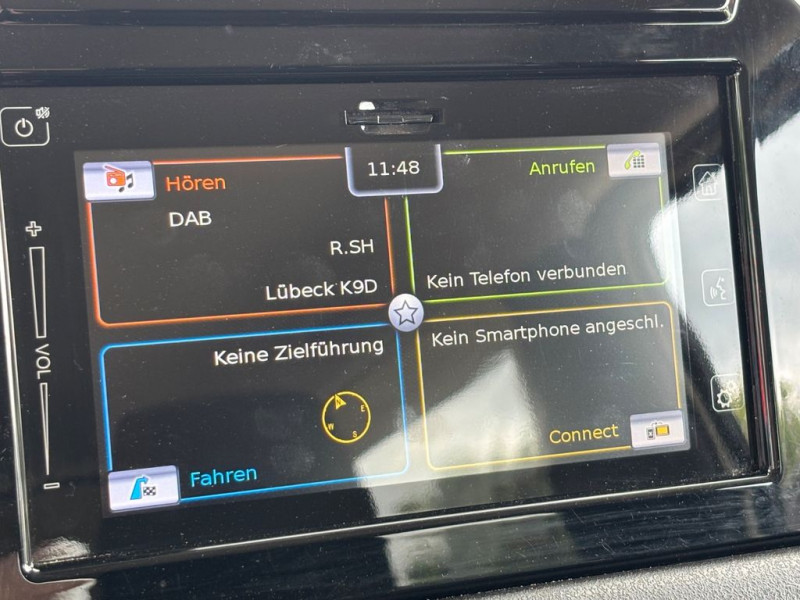 11:48
Hören
DAB
R.SH
Lübeck K9D
Anrufen
Kein Telefon verbunden
Keine Zielführung
N
E
W
S
Fahren
Kein Smartphone angeschl.
Connect
+
VOL
-